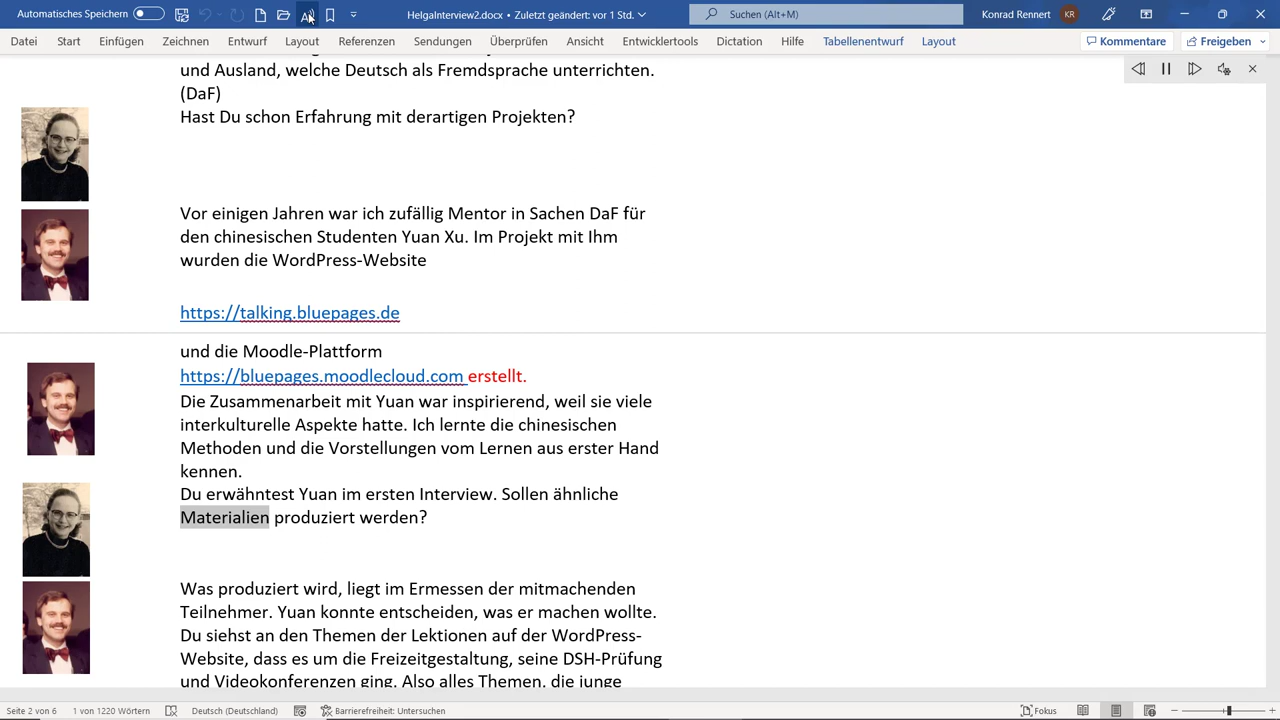 Automatisches Speichern
HelgaInterview2.docx • Zuletzt geändert: vor 1 Std.
Suchen (Alt+M)
Konrad Rennert
KR
Datei Start Einfügen Zeichnen Entwurf Layout Referenzen Sendungen Überprüfen Ansicht Entwicklertools Dictation Hilfe Tabellenentwurf Layout
Kommentare
Freigeben
und Ausland, welche Deutsch als Fremdsprache unterrichten.
(DaF)
Hast Du schon Erfahrung mit derartigen Projekten?
Vor einigen Jahren war ich zufällig Mentor in Sachen DaF für
den chinesischen Studenten Yuan Xu. Im Projekt mit Ihm
wurden die WordPress-Website
https://talking.bluepages.de
und die Moodle-Plattform
https://bluepages.moodlecloud.com erstellt.
Die Zusammenarbeit mit Yuan war inspirierend, weil sie viele
interkulturelle Aspekte hatte. Ich lernte die chinesischen
Methoden und die Vorstellungen vom Lernen aus erster Hand
kennen.
Du erwähntest Yuan im ersten Interview. Sollen ähnliche
Materialien produziert werden?
Was produziert wird, liegt im Ermessen der mitmachenden
Teilnehmer. Yuan konnte entscheiden, was er machen wollte.
Du siehst an den Themen der Lektionen auf der WordPress-
Website, dass es um die Freizeitgestaltung, seine DSH-Prüfung
und Videokonferenzen ging. Also alles Themen, die junge
Seite 2 von 6 1 von 1220 Wörtern Deutsch (Deutschland) Barrierefreiheit: Untersuchen
Fokus